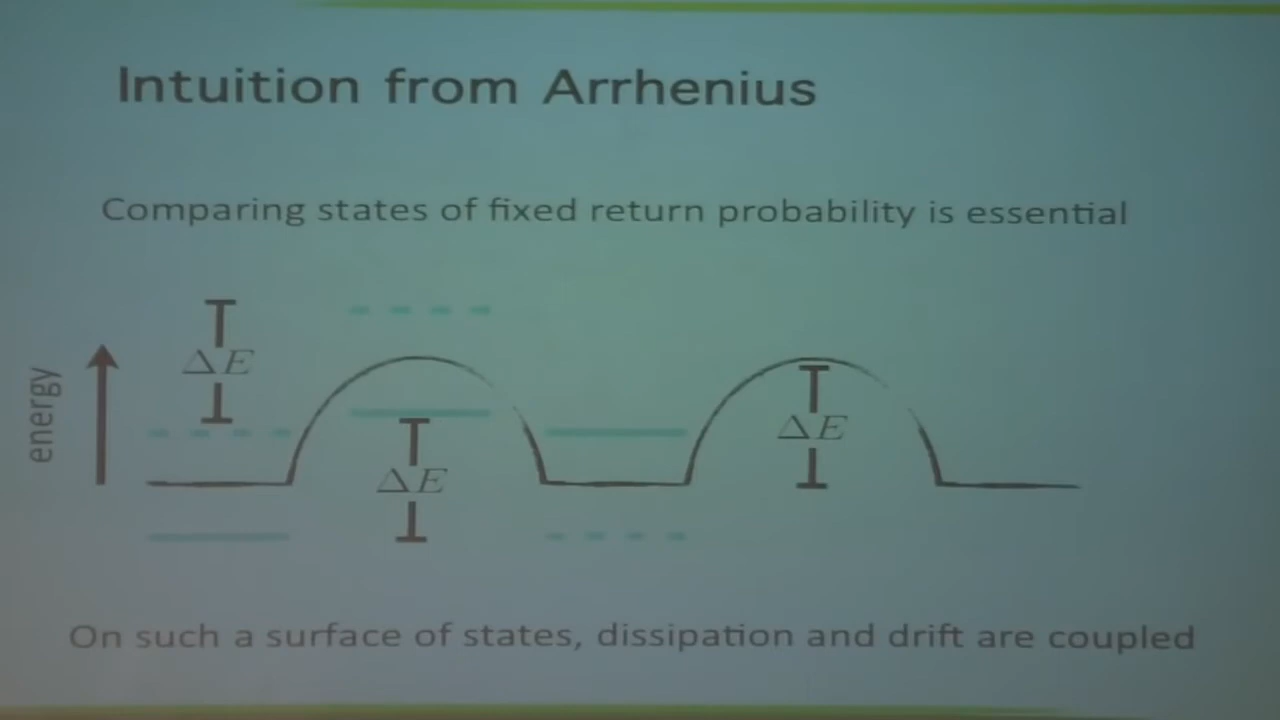 Intuition from Arrhenius
Comparing states of fixed return probability is essential
energy
ΔE
ΔE
ΔE
On such a surface of states, dissipation and drift are coupled